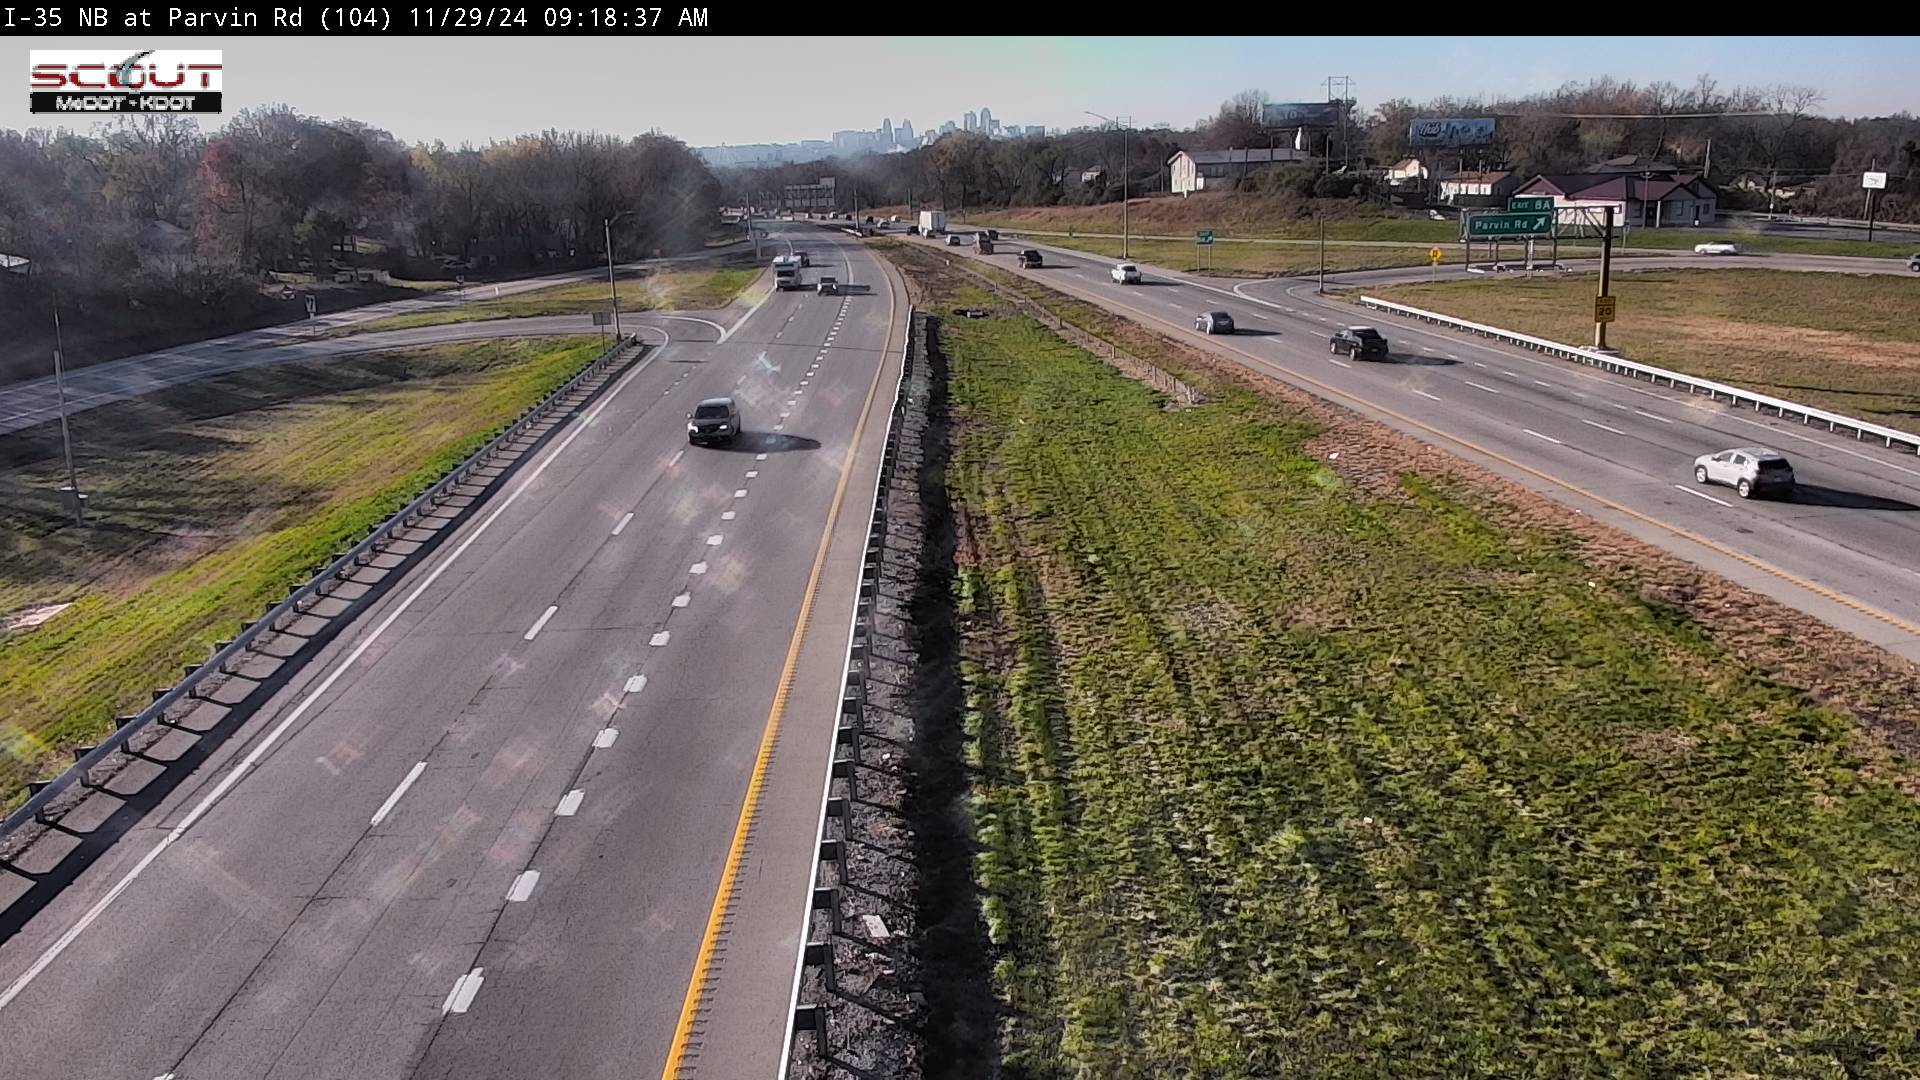 I-35 NB at Parvin Rd (104) 11/29/24 09:18:37 AM
SCOUT
MoDOT - KDOT
EXIT 8A
Parvin Rd
20